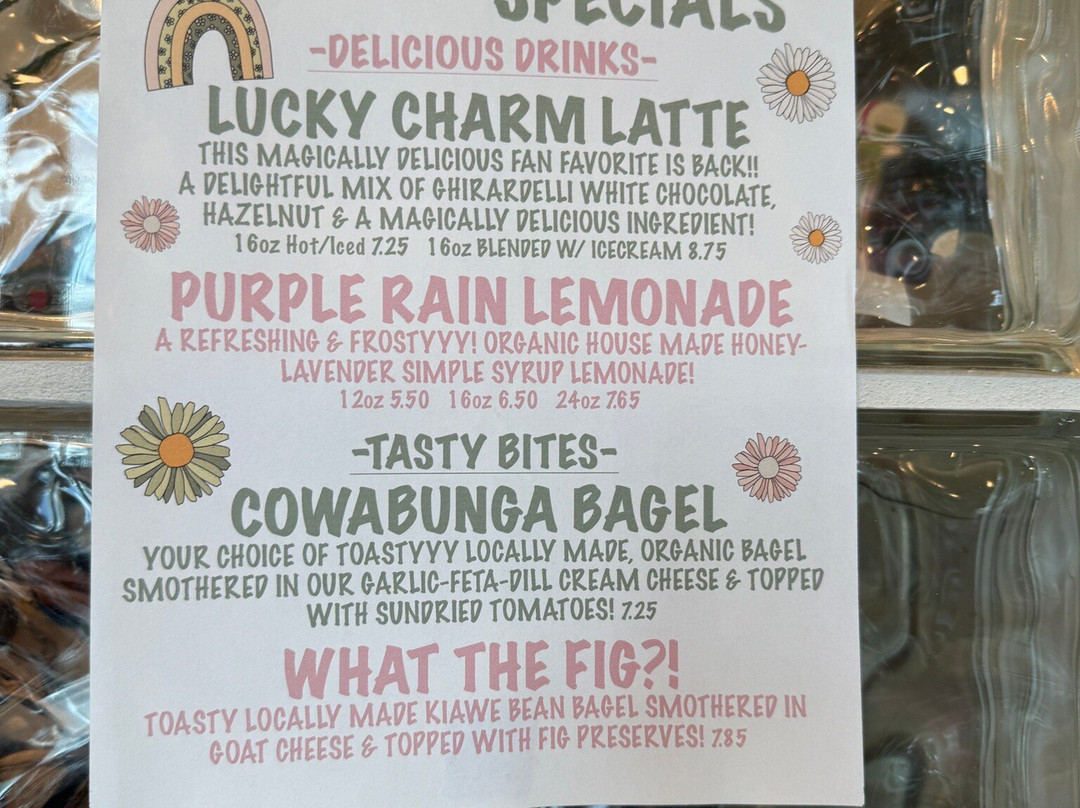 SPECIALS
-DELICIOUS DRINKS-
LUCKY CHARM LATTE
THIS MAGICALLY DELICIOUS FAN FAVORITE IS BACK!!
A DELIGHTFUL MIX OF GHIRARDELLI WHITE CHOCOLATE,
HAZELNUT & A MAGICALLY DELICIOUS INGREDIENT!
16oz Hot/Iced 7.25 16oz BLENDED W/ ICECREAM 8.75
PURPLE RAIN LEMONADE
A REFRESHING & FROSTYYY! ORGANIC HOUSE MADE HONEY-
LAVENDER SIMPLE SYRUP LEMONADE!
12oz 5.50 16oz 6.50 24oz 7.65
-TASTY BITES-
COWABUNGA BAGEL
YOUR CHOICE OF TOASTYYY LOCALLY MADE, ORGANIC BAGEL
SMOTHERED IN OUR GARLIC-FETA-DILL CREAM CHEESE & TOPPED
WITH SUNDRIED TOMATOES! 7.25
WHAT THE FIG?!
TOASTY LOCALLY MADE KIAWE BEAN BAGEL SMOTHERED IN
GOAT CHEESE & TOPPED WITH FIG PRESERVES! 7.85